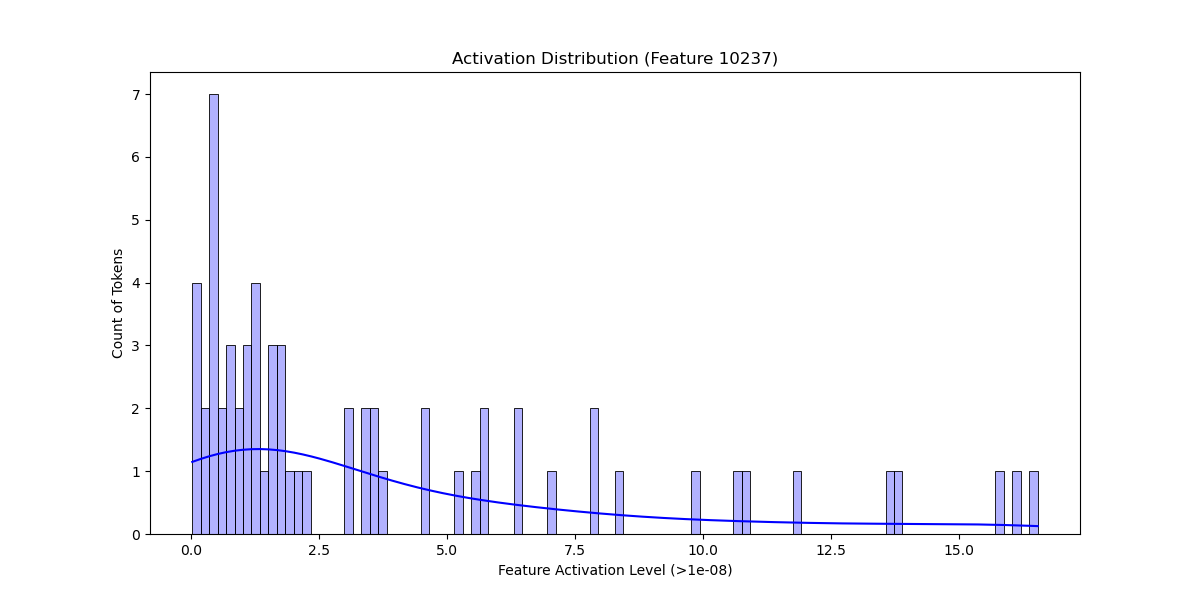 Activation Distribution (Feature 10237)
Count of Tokens
7
6
5
4
3
2
1
0
0.0 2.5 5.0 7.5 10.0 12.5 15.0
Feature Activation Level (>1e-08)